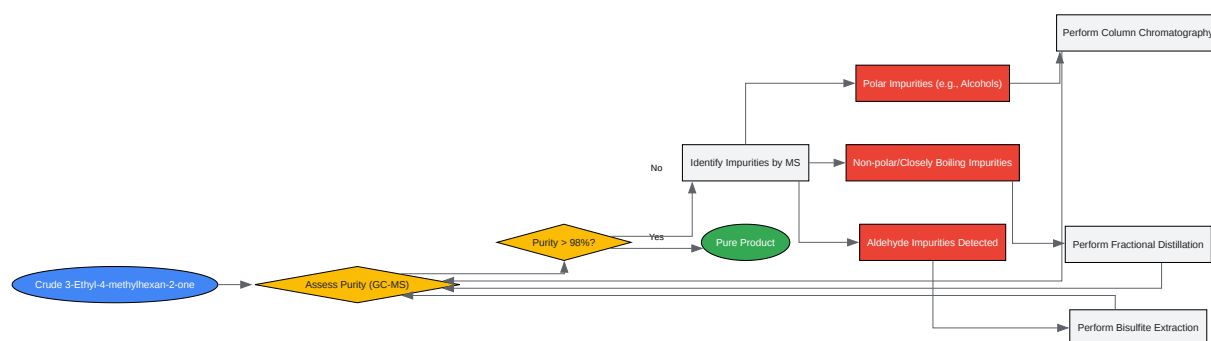 Perform Column Chromatography
Polar Impurities (e.g., Alcohols)
Identify Impurities by MS
Non-polar/Closely Boiling Impurities
No
Purity > 98%?
Yes
Pure Product
Aldehyde Impurities Detected
Perform Fractional Distillation
Crude 3-Ethyl-4-methylhexan-2-one
Assess Purity (GC-MS)
Perform Bisulfite Extraction